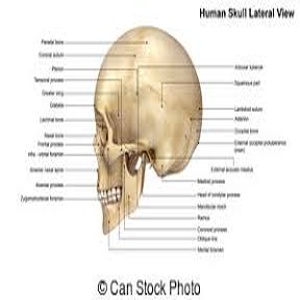 Human Skull Lateral View
Parietal bone
Coronal suture
Pterion
Temporal process
Greater wing
Glabella
Lacrimal bone
Nasal bone
Frontal process
Infra - orbital foramen
Anterior nasal spine
Alveolar process
Zygomaticofacial foramen
Squamous part
Lambdoid suture
Asterion
Occipital bone
External occipital protuberance
(inion)
External acoustic meatus
Mastoid process
Head of condylar process
Mandibular notch
Ramus
Coronoid process
Oblique line
Mental foramen
© Can Stock Photo